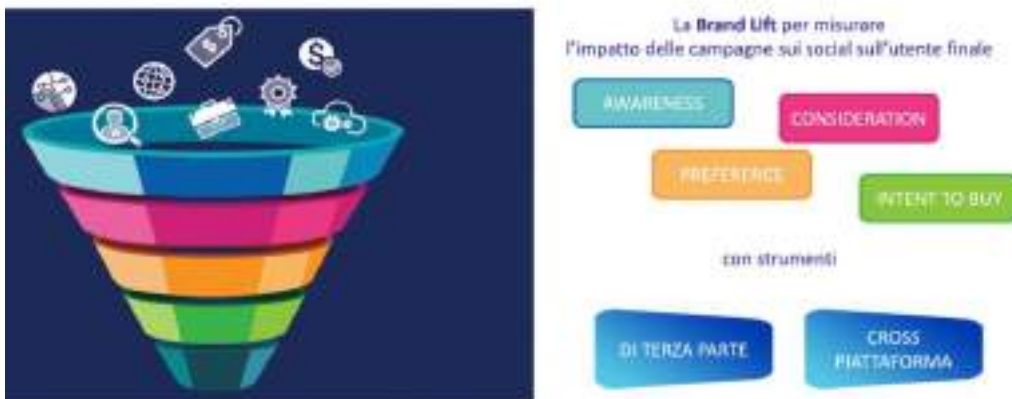 La Brand Lift per misurare
l'impatto delle campagne sui social sull'utente finale
AWARENESS
CONSIDERATION
PREFERENCE
INTENT TO BUY
con strumenti
DI TERZA PARTE
CROSS
PIATTAFORMA